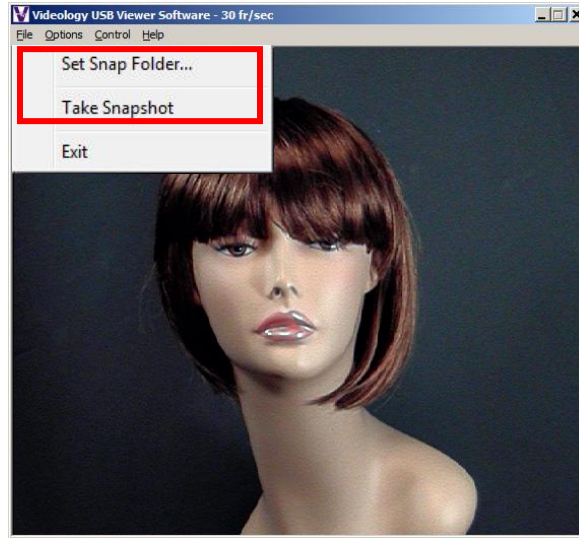 Videology USB Viewer Software - 30 fr/sec
File Options Control Help
Set Snap Folder...
Take Snapshot
Exit